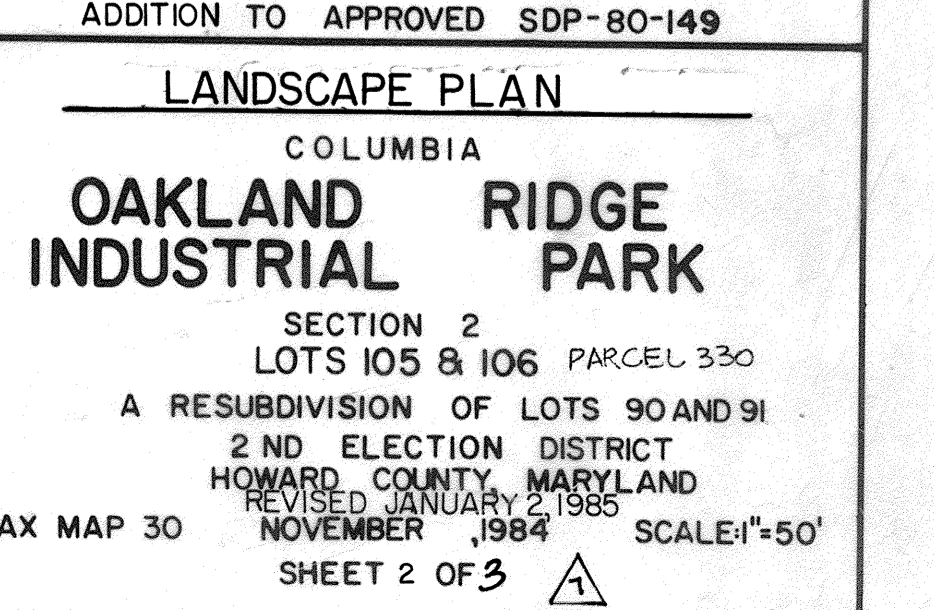 ADDITION TO APPROVED SDP-80-149
LANDSCAPE PLAN
COLUMBIA
OAKLAND RIDGE
INDUSTRIAL PARK
SECTION 2
LOTS 105 & 106 PARCEL 330
A RESUBDIVISION OF LOTS 90 AND 91
2 ND ELECTION DISTRICT
HOWARD COUNTY, MARYLAND
REVISED JANUARY 2, 1985
AX MAP 30 NOVEMBER ,1984 SCALE:1"=50'
SHEET 2 OF 3